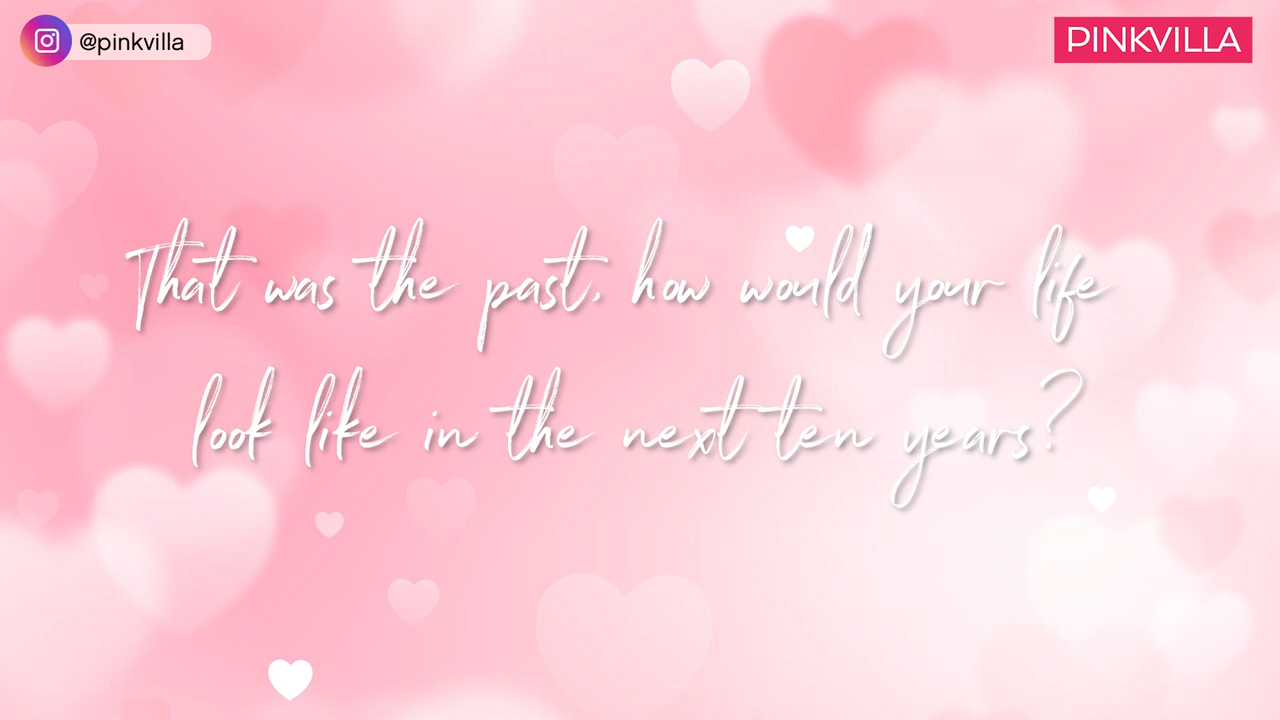 @pinkvilla
PINKVILLA
That was the past, how would your life
look like in the next ten years?